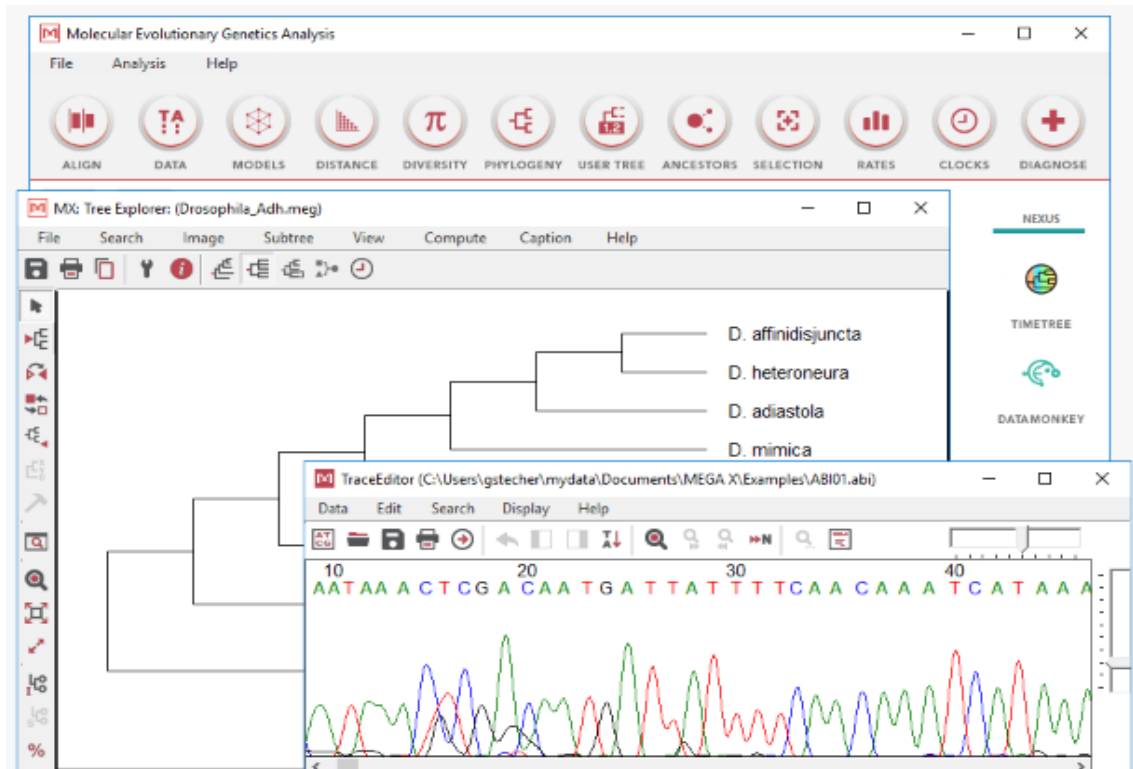 Molecular Evolutionary Genetics Analysis
File Analysis Help
TA
π
1.2
ALIGN DATA MODELS DISTANCE DIVERSITY PHYLOGENY USER TREE ANCESTORS SELECTION RATES CLOCKS DIAGNOSE
MX: Tree Explorer: (Drosophila_Adh.meg)
File Search Image Subtree View Compute Caption Help
NEXUS
TIMETREE
DATAMONKEY
D. affinidisjuncta
D. heteroneura
D. adiastola
D. mimica
%
TraceEditor (C:\Users\gstecher\mydata\Documents\MEGA X\Examples\ABI01.abi)
Data Edit Search Display Help
N
10 20 30 40
A A T A A A C T C G A C A A T G A T T A T T T T C A A C A A A T C A T A A A